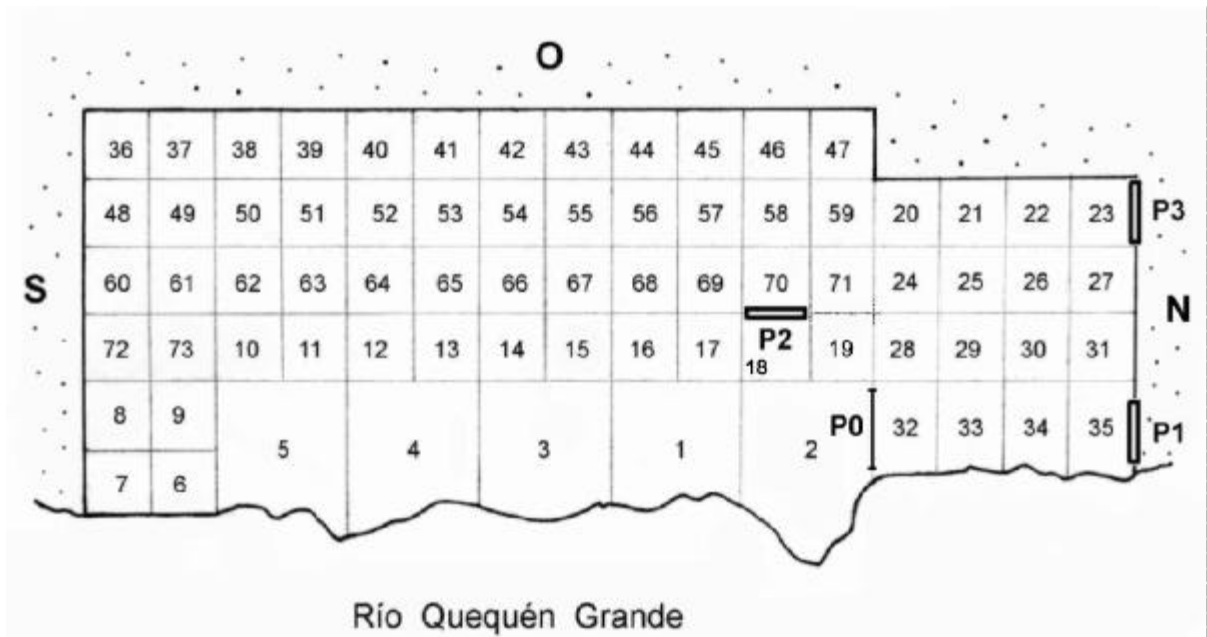 O
36 37 38 39 40 41 42 43 44 45 46 47
48 49 50 51 52 53 54 55 56 57 58 59 20 21 22 23 P3
S 60 61 62 63 64 65 66 67 68 69 70 71 24 25 26 27 N
72 73 10 11 12 13 14 15 16 17 P2 18 19 28 29 30 31
8 9 5 4 3 1 2 P0 32 33 34 35 P1
7 6
Río Quequén Grande